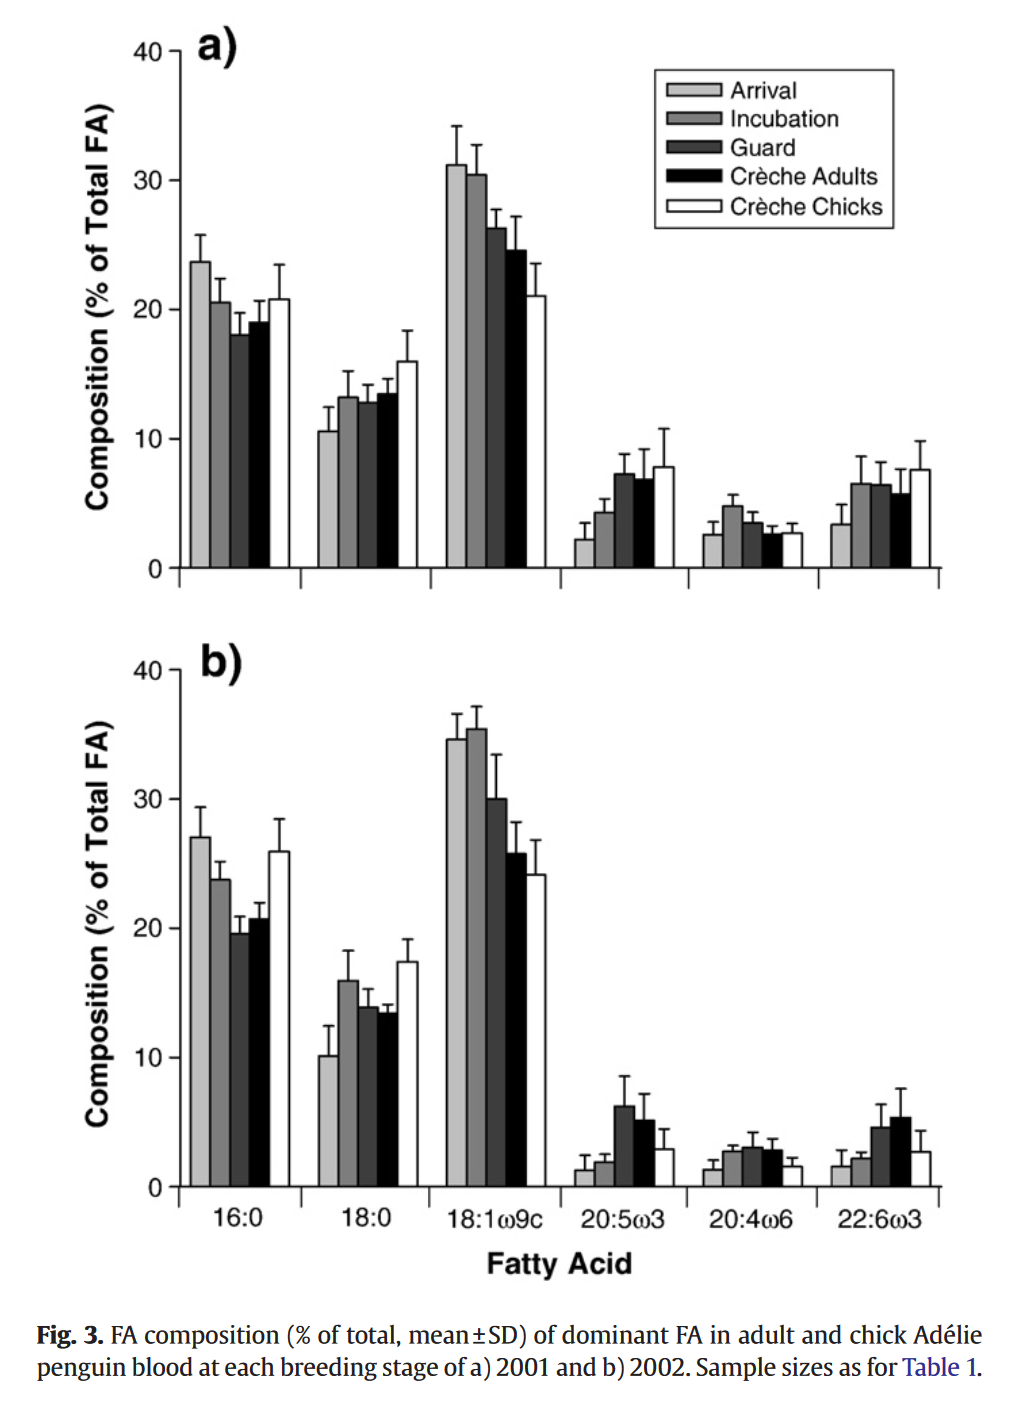 a)
40
30
20
10
0
Composition (% of Total FA)
Arrival
Incubation
Guard
Crèche Adults
Crèche Chicks
b)
40
30
20
10
0
Composition (% of Total FA)
16:0 18:0 18:1ω9c 20:5ω3 20:4ω6 22:6ω3
Fatty Acid
Fig. 3. FA composition (% of total, mean±SD) of dominant FA in adult and chick Adélie
penguin blood at each breeding stage of a) 2001 and b) 2002. Sample sizes as for Table 1.